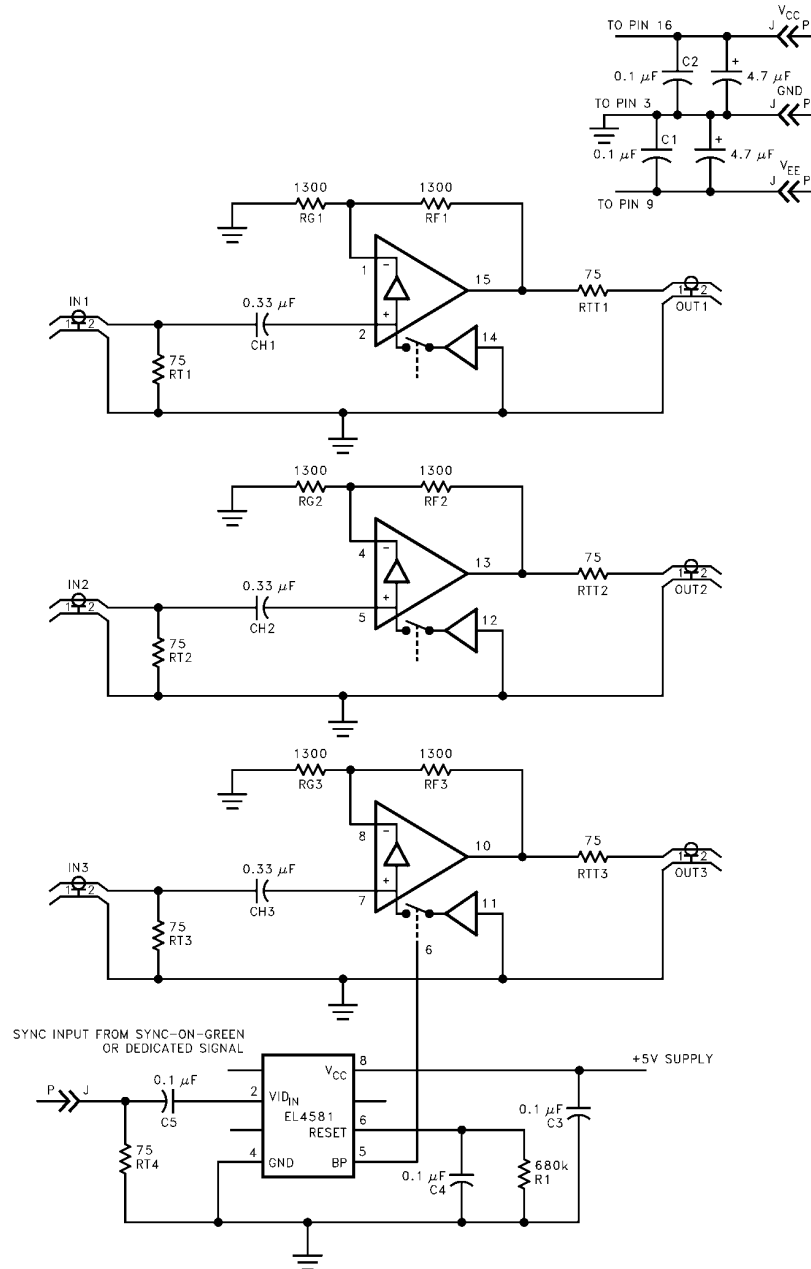 V_CC
TO PIN 16 J P
C2 +
0.1 µF 4.7 µF
GND
TO PIN 3 J P
C1 +
0.1 µF 4.7 µF
V_EE
J P
TO PIN 9
1300 1300
RG1 RF1
1 − 15 75
IN1 0.33 µF RTT1 1 2
1 2 + OUT1
CH1 2 14
75
RT1
1300 1300
RG2 RF2
4 − 13 75
IN2 0.33 µF RTT2 1 2
1 2 + OUT2
CH2 5 12
75
RT2
1300 1300
RG3 RF3
8 − 10 75
IN3 0.33 µF RTT3 1 2
1 2 + OUT3
CH3 7 11
75
RT3
6
SYNC INPUT FROM SYNC-ON-GREEN
OR DEDICATED SIGNAL
V_CC 8 +5V SUPPLY
P J 0.1 µF 2 VID_IN
C5 EL4581 0.1 µF
C3
RESET 6
75
RT4
4 GND BP 5
0.1 µF 680k
C4 R1